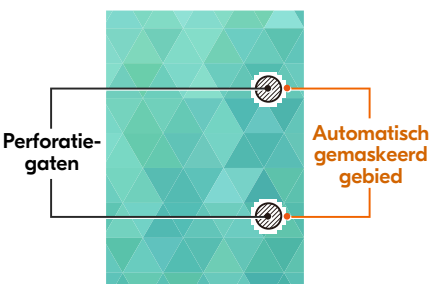 Perforatie-
gaten
Automatisch
gemaskeerd
gebied